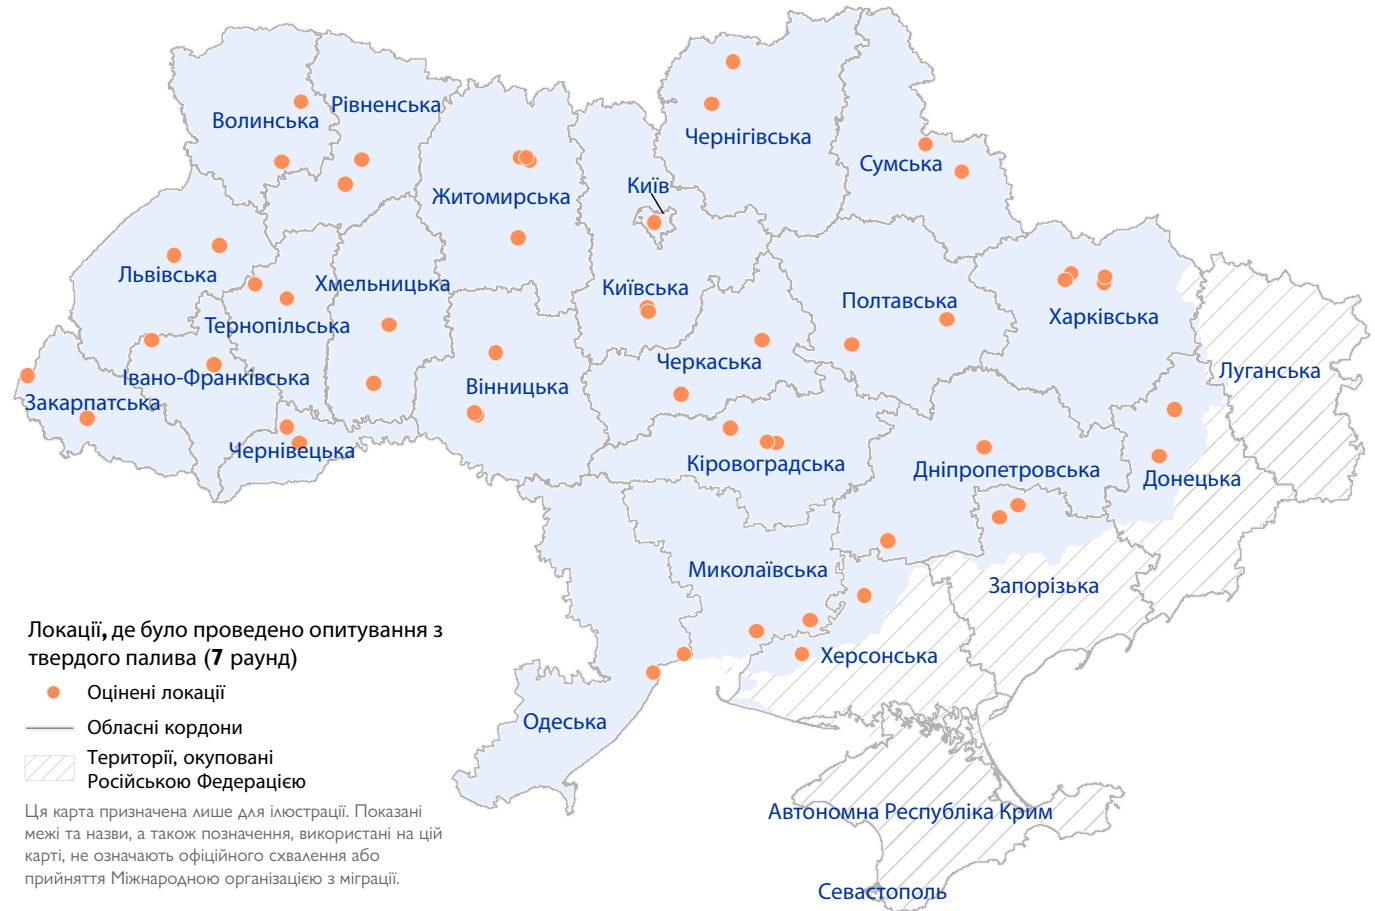 Волинська
Рівненська
Чернігівська
Сумська
Житомирська
Київ
Львівська
Хмельницька
Київська
Полтавська
Харківська
Тернопільська
Черкаська
Луганська
Івано-Франківська
Вінницька
Закарпатська
Чернівецька
Кіровоградська
Дніпропетровська
Донецька
Миколаївська
Запорізька
Херсонська
Одеська
Автономна Республіка Крим
Севастополь
Локації, де було проведено опитування з
твердого палива (7 раунд)
Оцінені локації
Обласні кордони
Території, окуповані
Російською Федерацією
Ця карта призначена лише для ілюстрації. Показані
межі та назви, а також позначення, використані на цій
карті, не означають офіційного схвалення або
прийняття Міжнародною організацією з міграції.